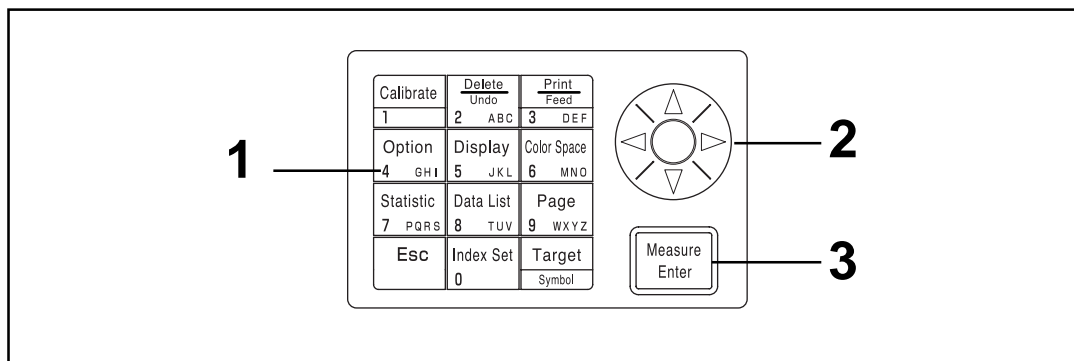 Calibrate
1
Delete
Undo
2 ABC
Print
Feed
3 DEF
Option
4 GHI
Display
5 JKL
Color Space
6 MNO
Statistic
7 PQRS
Data List
8 TUV
Page
9 WXYZ
Esc
Index Set
0
Target
Symbol
Measure
Enter
1
2
3